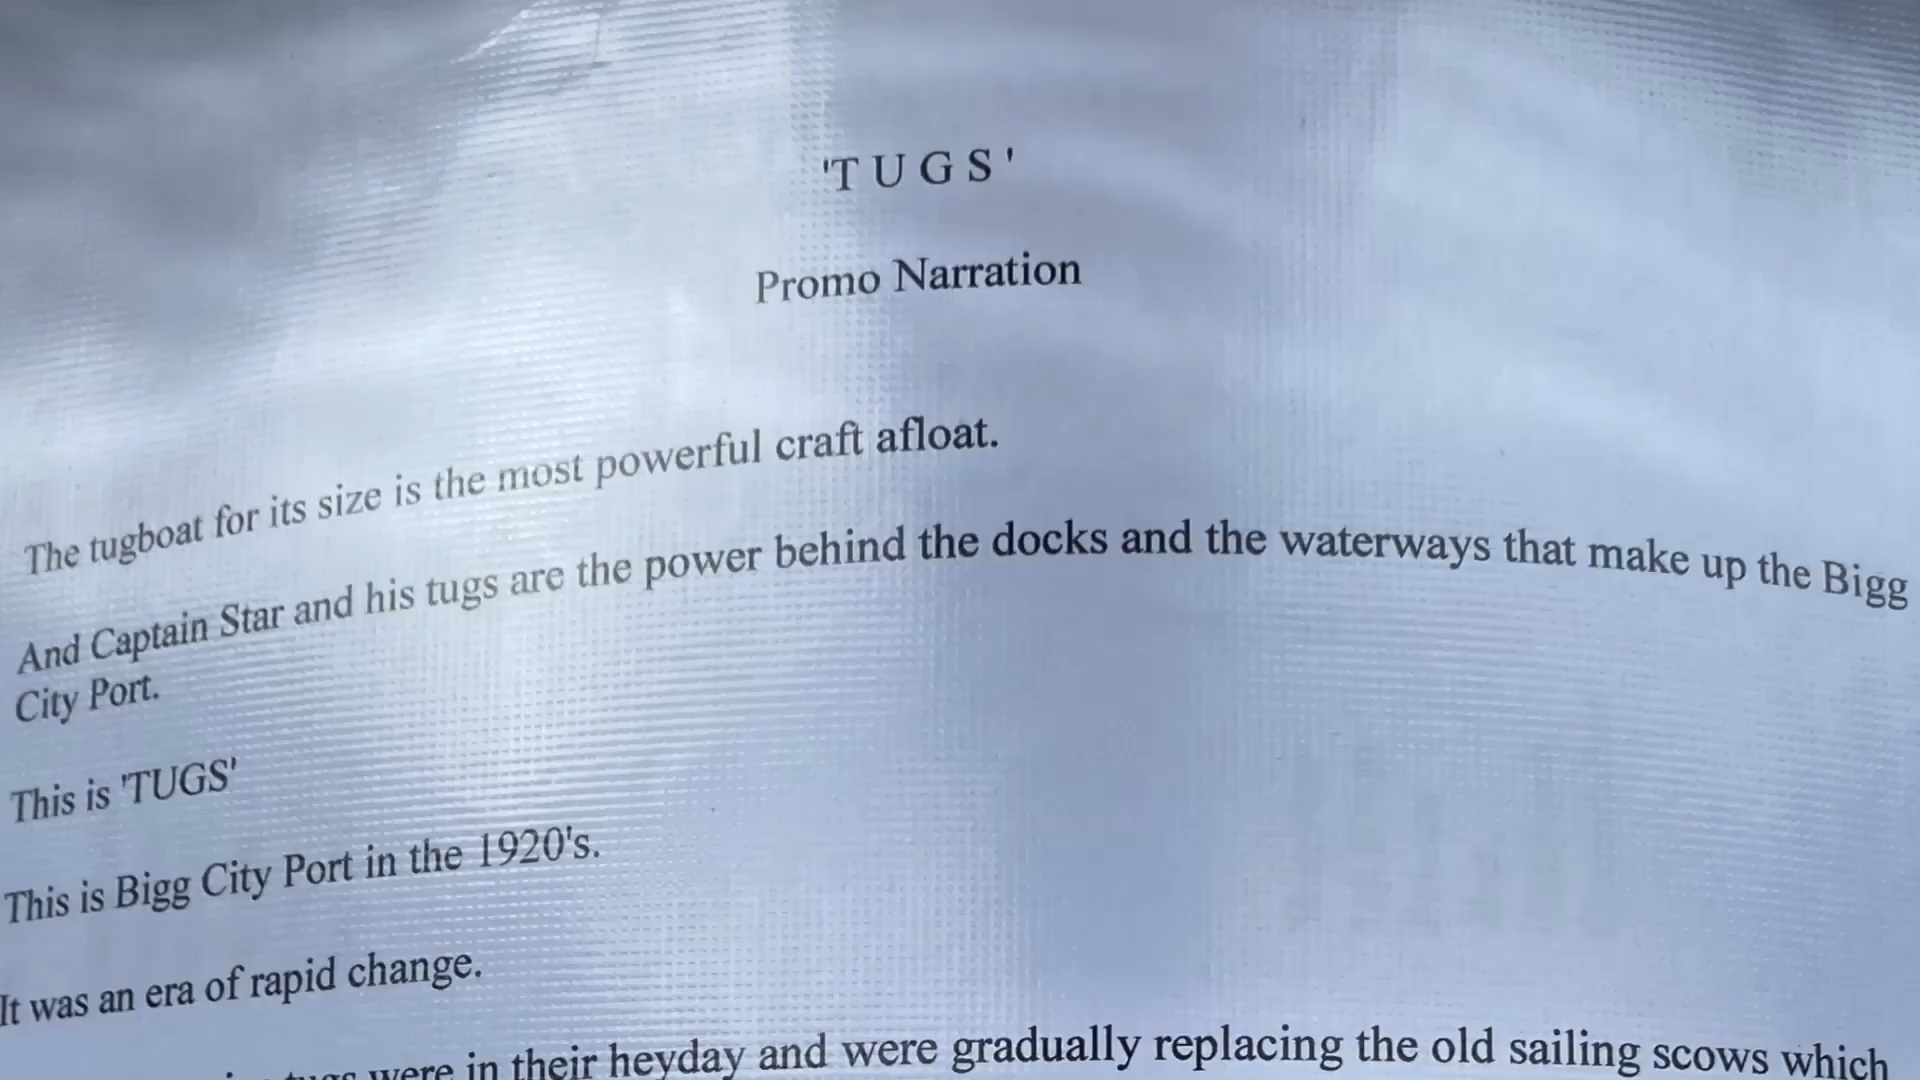 'T U G S'
Promo Narration
The tugboat for its size is the most powerful craft afloat.
And Captain Star and his tugs are the power behind the docks and the waterways that make up the Bigg
City Port.
This is 'TUGS'
This is Bigg City Port in the 1920's.
It was an era of rapid change.
tugs were in their heyday and were gradually replacing the old sailing scows which